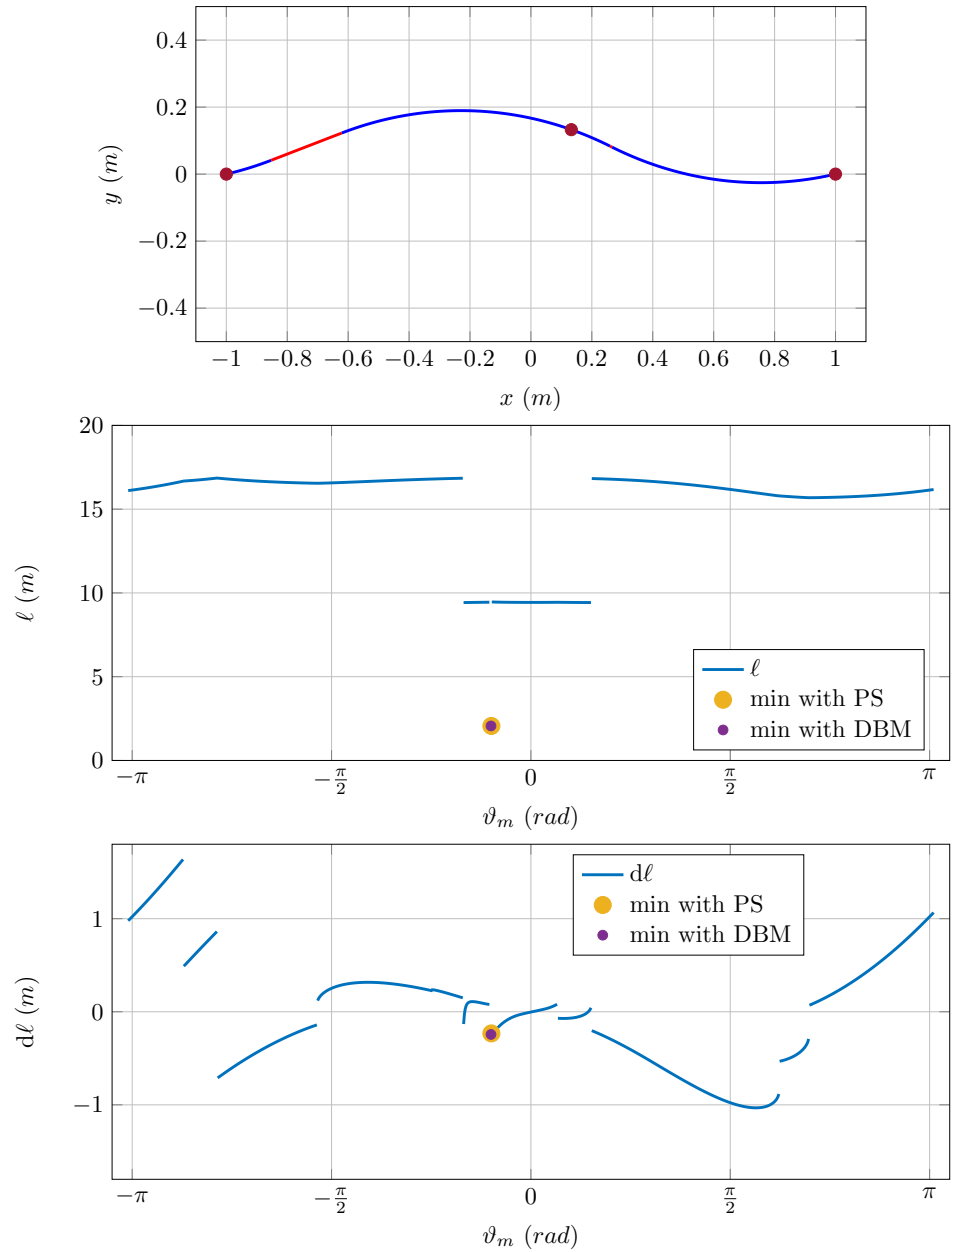 0.4
0.2
0
−0.2
−0.4
y (m)
−1 −0.8 −0.6 −0.4 −0.2 0 0.2 0.4 0.6 0.8 1
x (m)
20
15
10
5
0
ℓ (m)
ℓ
min with PS
min with DBM
−π −π/2 0 π/2 π
ϑm (rad)
1
0
−1
dℓ (m)
dℓ
min with PS
min with DBM
−π −π/2 0 π/2 π
ϑm (rad)